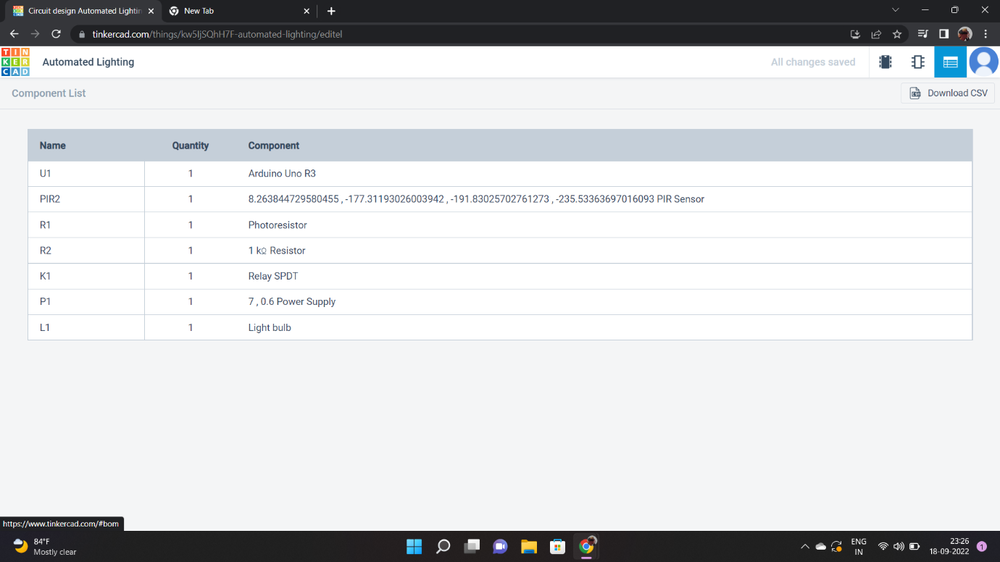 Circuit design Automated Lightin
New Tab
tinkercad.com/things/kw5ljSQhH7F-automated-lighting/editel
TIN
KER
CAD
Automated Lighting
All changes saved
Component List
Download CSV
Name Quantity Component
U1 1 Arduino Uno R3
PIR2 1 8.263844729580455 , -177.31193026003942 , -191.83025702761273 , -235.53363697016093 PIR Sensor
R1 1 Photoresistor
R2 1 1 kΩ Resistor
K1 1 Relay SPDT
P1 1 7 , 0.6 Power Supply
L1 1 Light bulb
https://www.tinkercad.com/#bom
84°F
Mostly clear
ENG
IN
23:26
18-09-2022
1